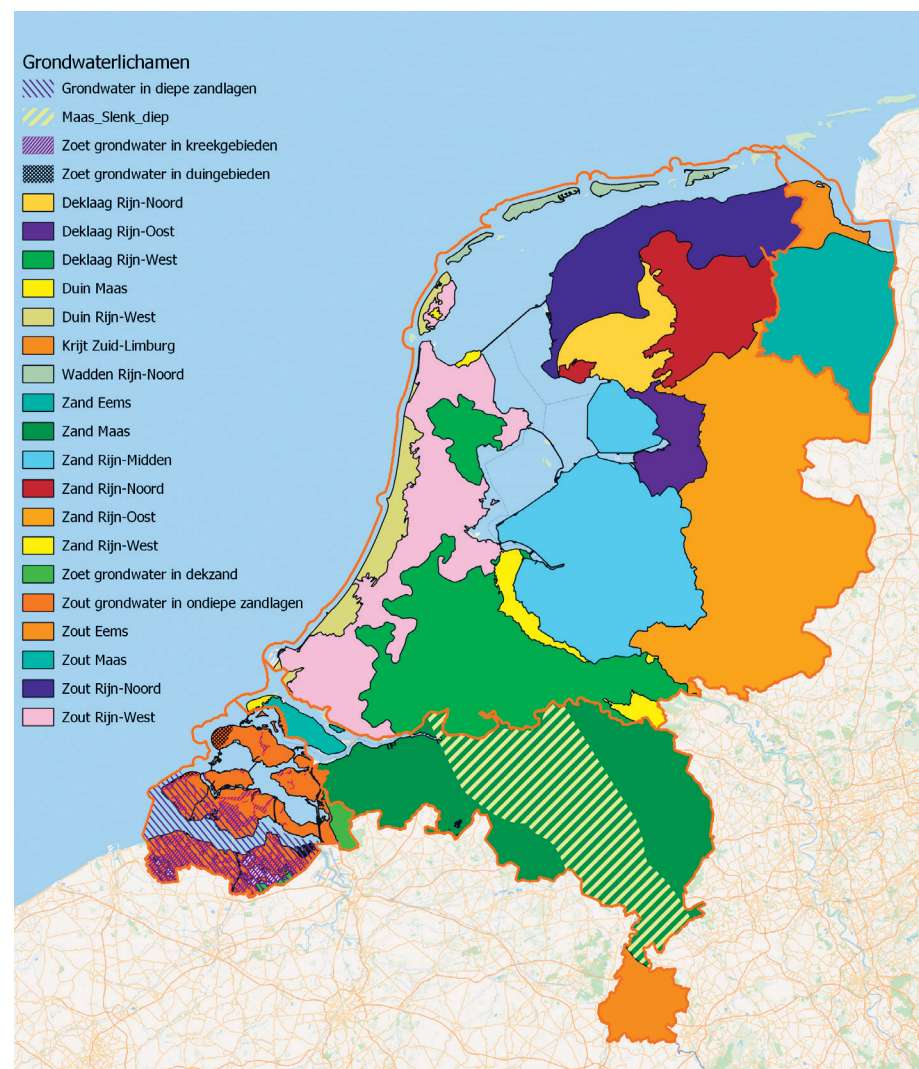 Grondwaterlichamen
Grondwater in diepe zandlagen
Maas_Slenk_diep
Zoet grondwater in kreekgebieden
Zoet grondwater in duingebieden
Deklaag Rijn-Noord
Deklaag Rijn-Oost
Deklaag Rijn-West
Duin Maas
Duin Rijn-West
Krijt Zuid-Limburg
Wadden Rijn-Noord
Zand Eems
Zand Maas
Zand Rijn-Midden
Zand Rijn-Noord
Zand Rijn-Oost
Zand Rijn-West
Zoet grondwater in dekzand
Zout grondwater in ondiepe zandlagen
Zout Eems
Zout Maas
Zout Rijn-Noord
Zout Rijn-West